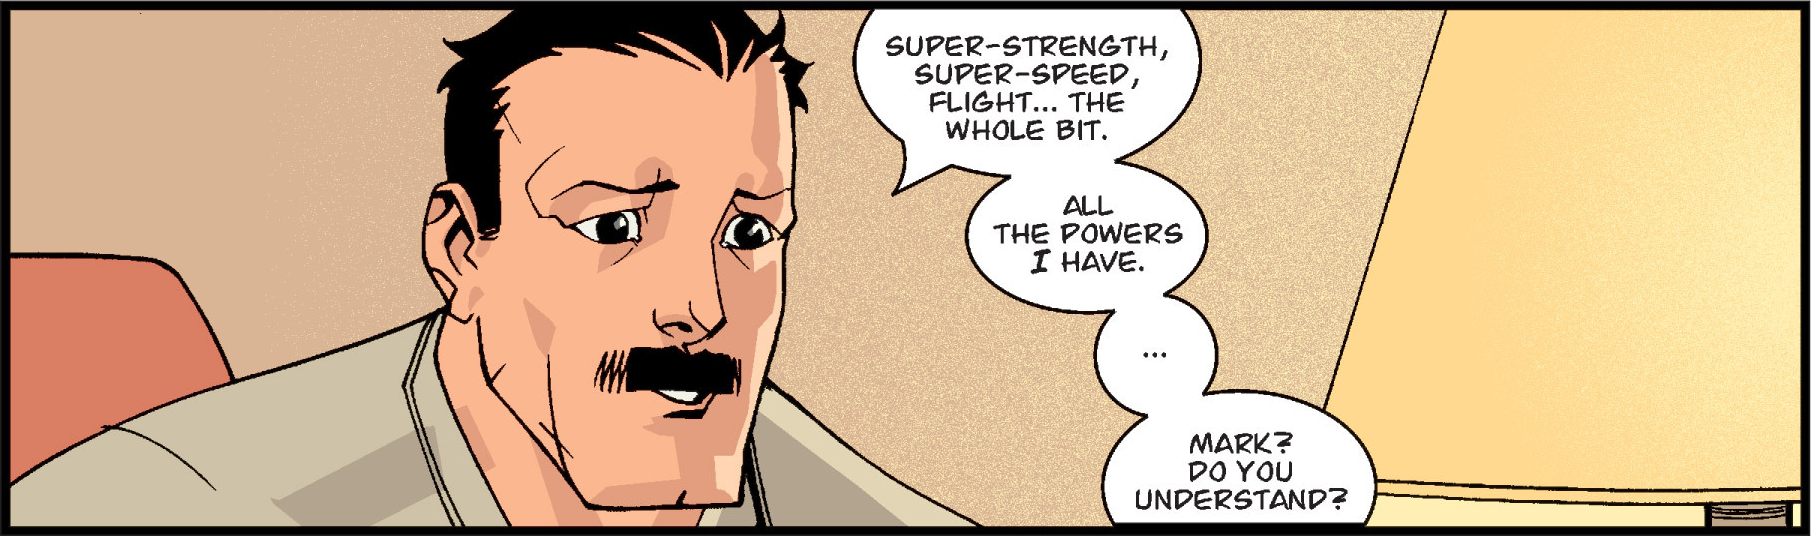 SUPER-STRENGTH,
SUPER-SPEED,
FLIGHT... THE
WHOLE BIT.
ALL
THE POWERS
I HAVE.
...
MARK?
DO YOU
UNDERSTAND?